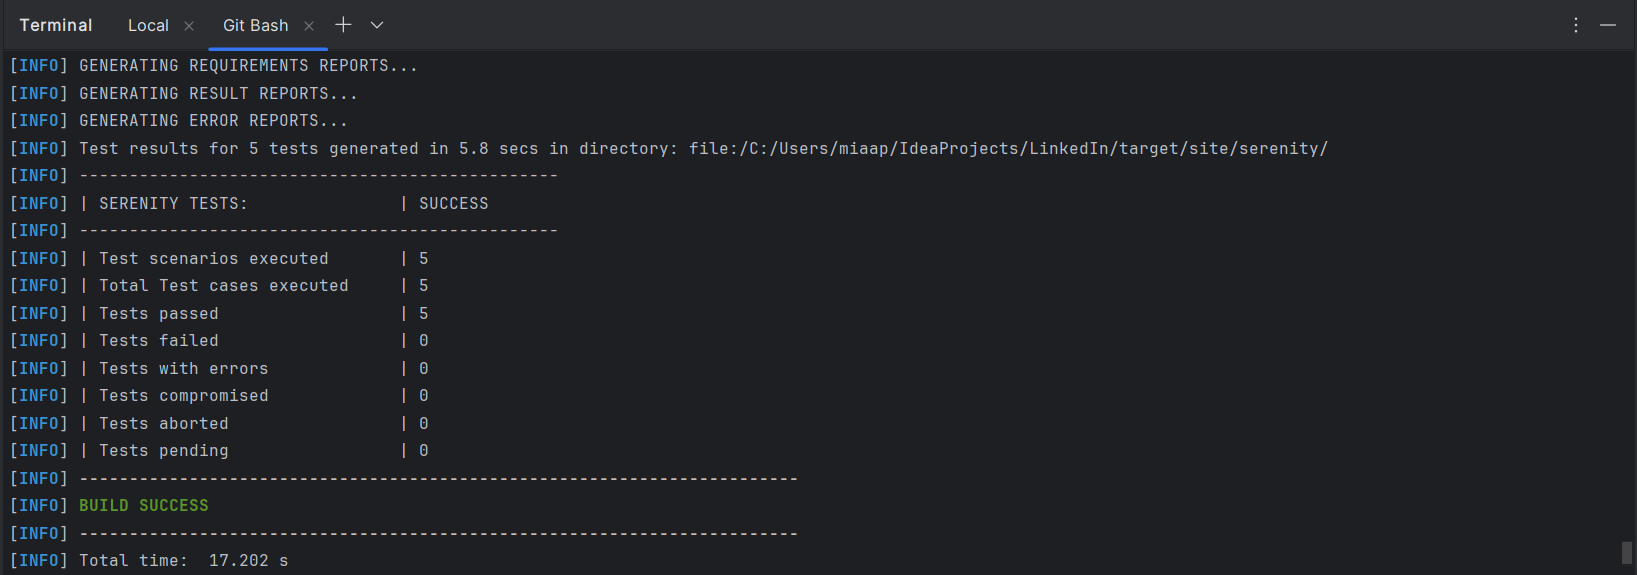 Terminal Local Git Bash
[INFO] GENERATING REQUIREMENTS REPORTS...
[INFO] GENERATING RESULT REPORTS...
[INFO] GENERATING ERROR REPORTS...
[INFO] Test results for 5 tests generated in 5.8 secs in directory: file:/C:/Users/miaap/IdeaProjects/LinkedIn/target/site/serenity/
[INFO] ------------------------------------------------
[INFO] | SERENITY TESTS:               | SUCCESS
[INFO] ------------------------------------------------
[INFO] | Test scenarios executed       | 5
[INFO] | Total Test cases executed     | 5
[INFO] | Tests passed                  | 5
[INFO] | Tests failed                  | 0
[INFO] | Tests with errors             | 0
[INFO] | Tests compromised             | 0
[INFO] | Tests aborted                 | 0
[INFO] | Tests pending                 | 0
[INFO] ------------------------------------------------------------------------
[INFO] BUILD SUCCESS
[INFO] ------------------------------------------------------------------------
[INFO] Total time:  17.202 s